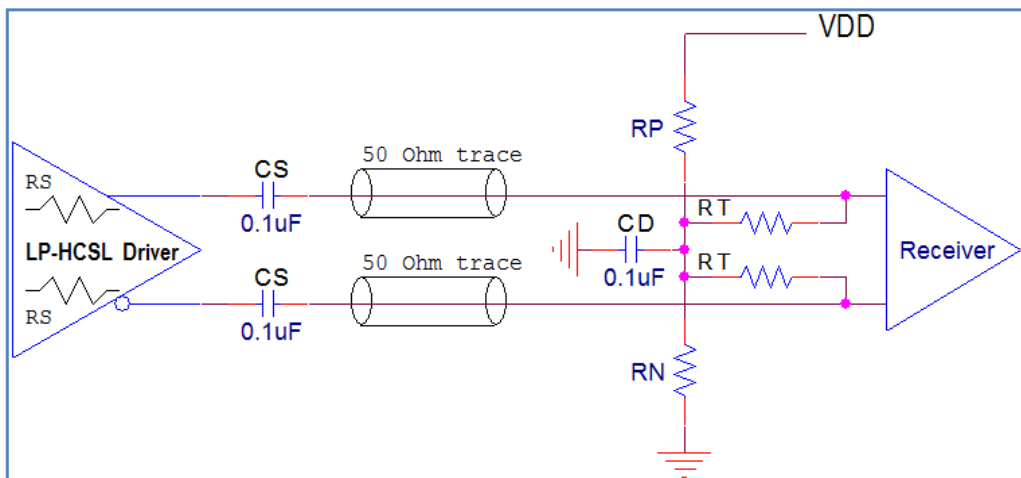 VDD
RP
50 Ohm trace
CS
RS
0.1uF
RT
CD
LP-HCSL Driver
Receiver
RT
50 Ohm trace
0.1uF
CS
RS
0.1uF
RN